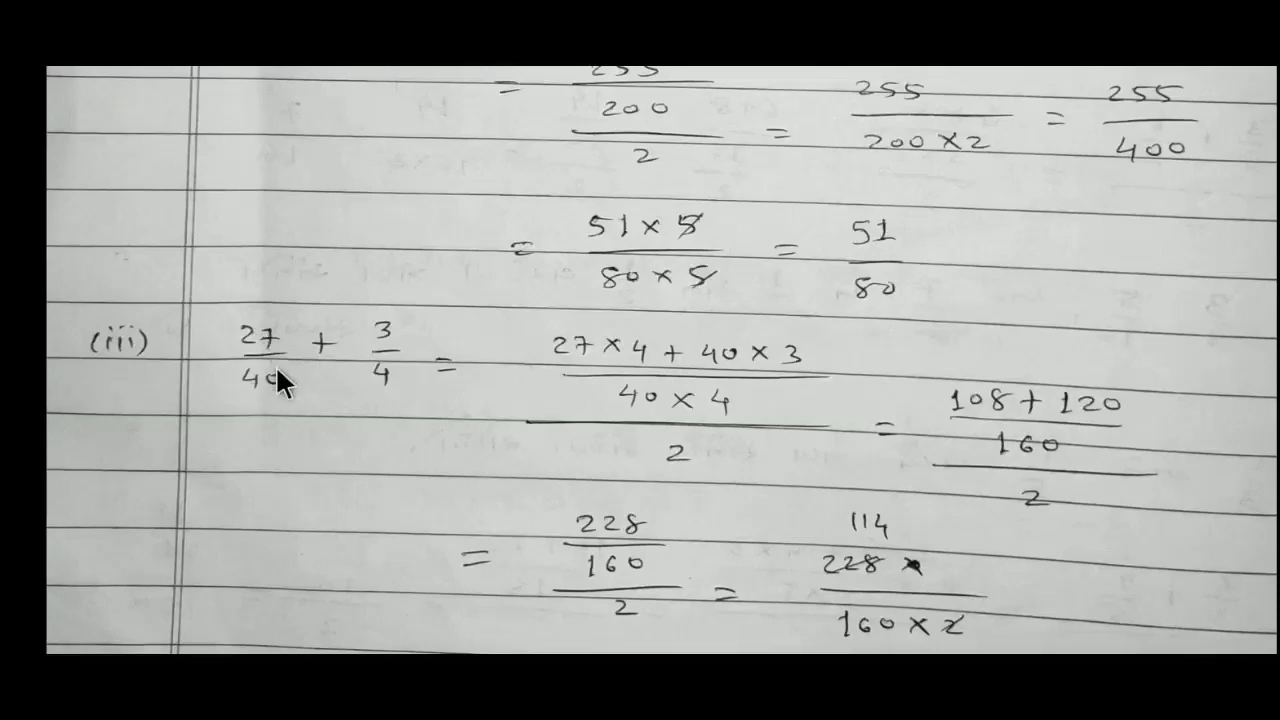 = 255/200/2 = 255/200×2 = 255/400
= 51×5/80×5 = 51/80
(iii) 27/40 + 3/4 = 27×4+40×3/40×4/2 = 108+120/160/2
= 228/160/2 = 114 228/160×2